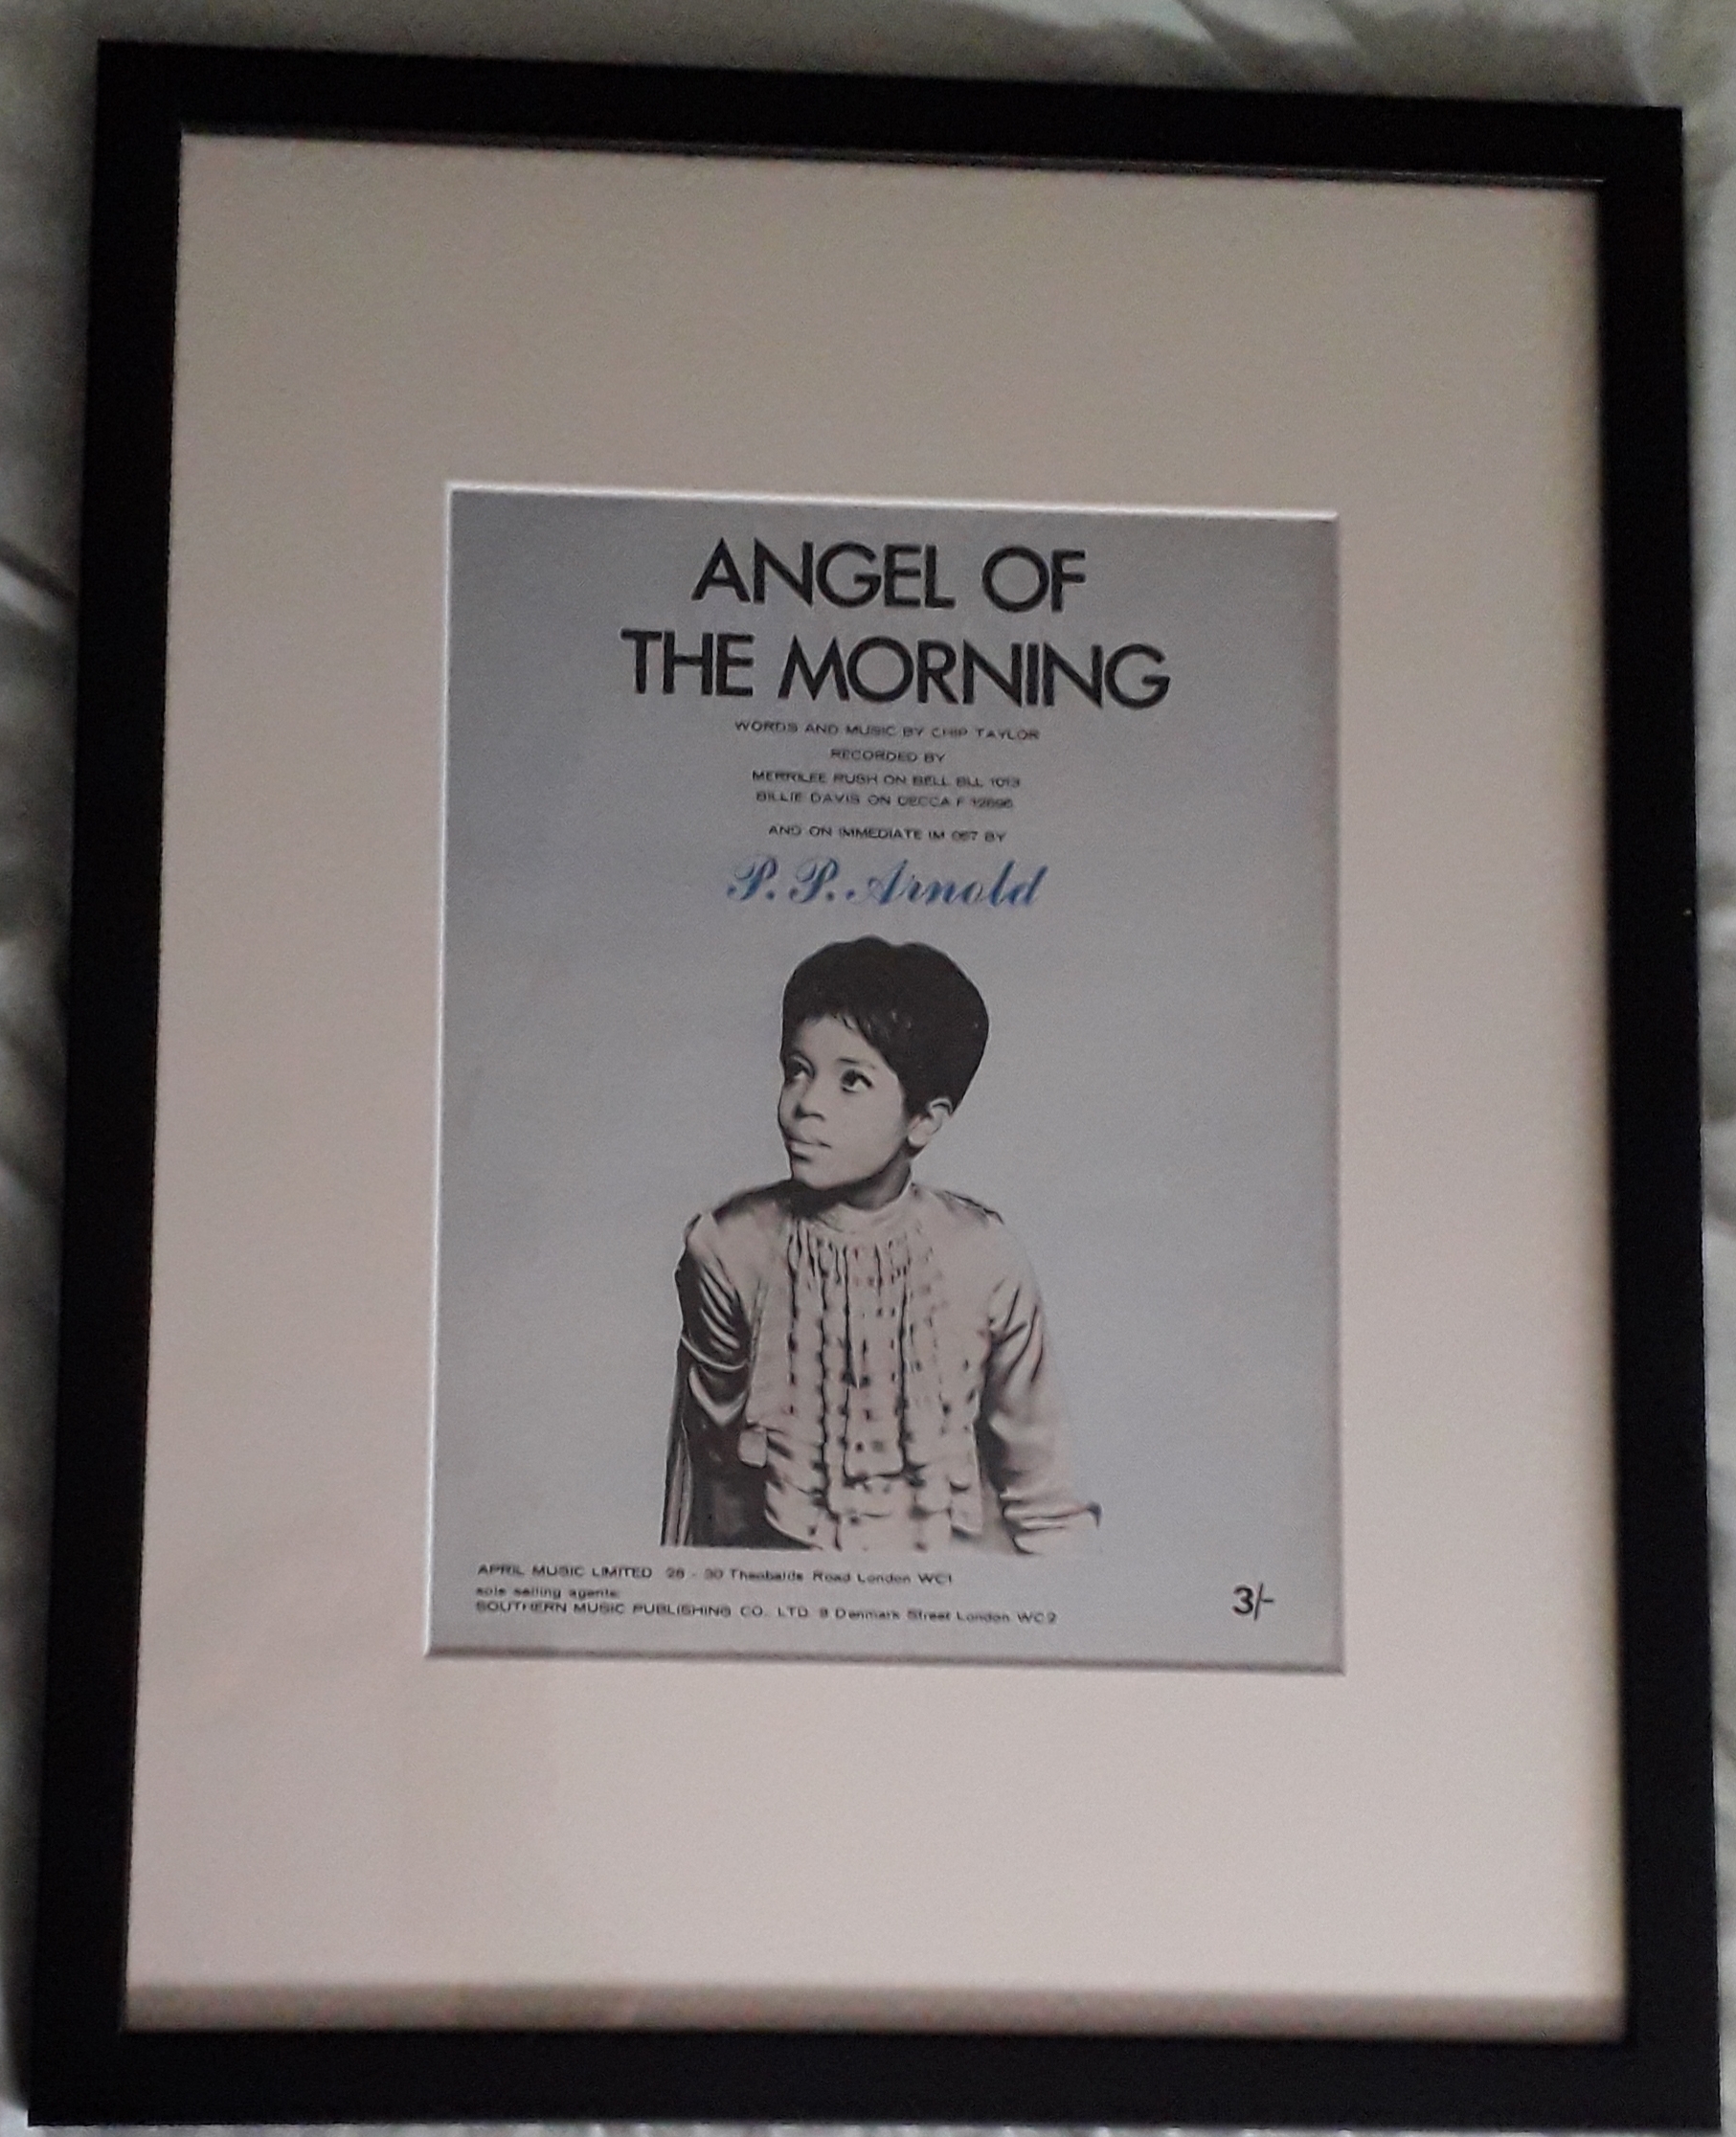 ANGEL OF
THE MORNING
WORDS AND MUSIC BY CHIP TAYLOR
RECORDED BY
MERRILEE RUSH ON BELL BLL 1013
BILLIE DAVIS ON DECCA F 12696
AND ON IMMEDIATE IM 067 BY
P. P. Arnold
APRIL MUSIC LIMITED 28 - 30 Theobalds Road London WC1
sole selling agents:
SOUTHERN MUSIC PUBLISHING CO. LTD. 8 Denmark Street London WC2
3/-